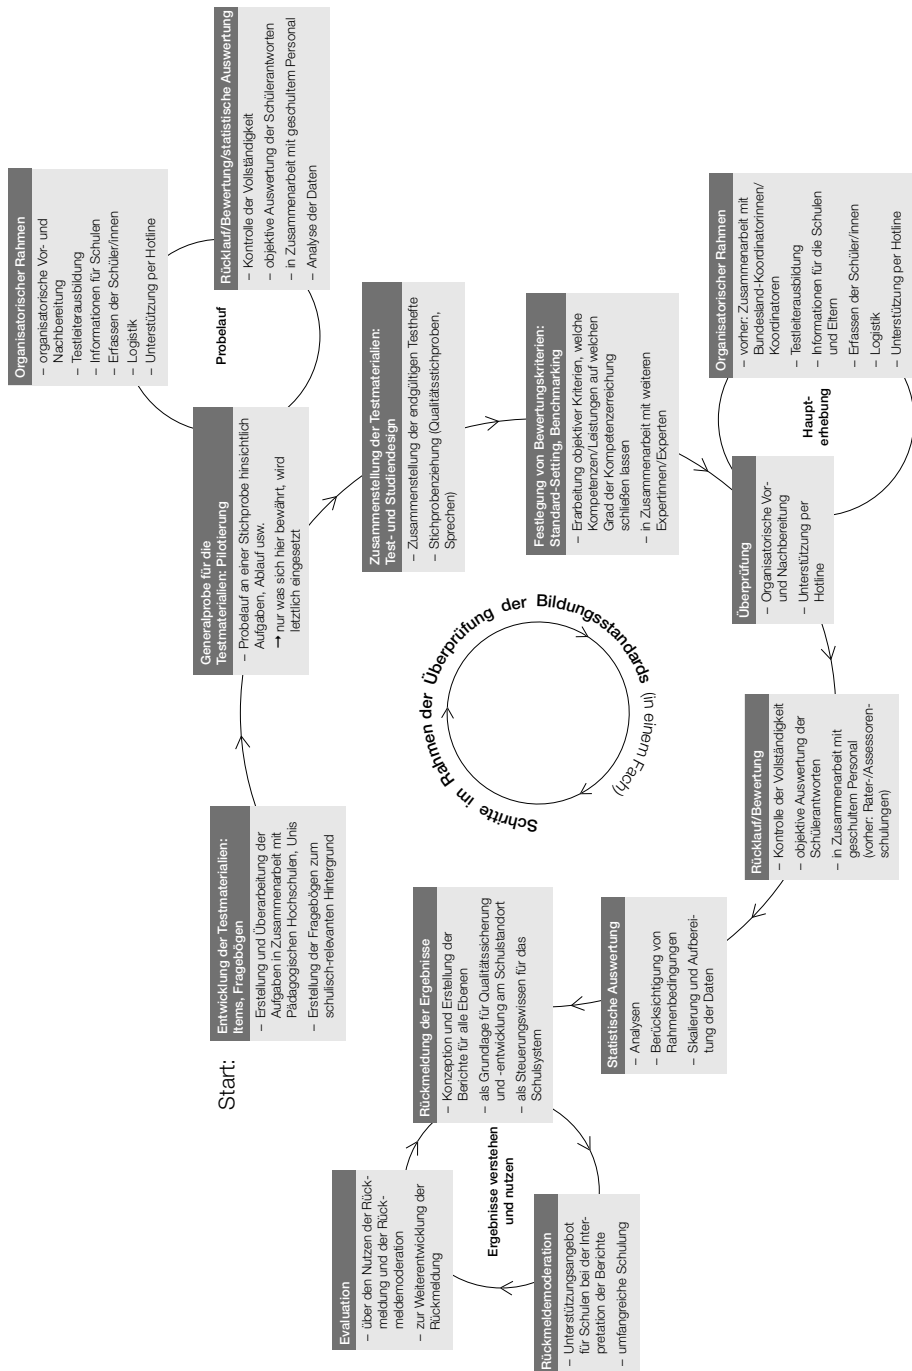 Start:
Entwicklung der Testmaterialien:
Items, Fragebögen
– Erstellung und Überarbeitung der
Aufgaben in Zusammenarbeit mit
Pädagogischen Hochschulen, Unis
– Erstellung der Fragebögen zum
schulisch-relevanten Hintergrund
Generalprobe für die
Testmaterialien: Pilotierung
– Probelauf an einer Stichprobe hinsichtlich
Aufgaben, Ablauf usw.
→ nur was sich hier bewährt, wird
letztlich eingesetzt
Probelauf
Organisatorischer Rahmen
– organisatorische Vor- und
Nachbereitung
– Testleiterausbildung
– Informationen für Schulen
– Erfassen der Schüler/innen
– Logistik
– Unterstützung per Hotline
Rücklauf/Bewertung/statistische Auswertung
– Kontrolle der Vollständigkeit
– objektive Auswertung der Schülerantworten
– in Zusammenarbeit mit geschultem Personal
– Analyse der Daten
Zusammenstellung der Testmaterialien:
Test- und Studiendesign
– Zusammenstellung der endgültigen Testhefte
– Stichprobenziehung (Qualitätsstichproben,
Sprechen)
Festlegung von Bewertungskriterien:
Standard-Setting, Benchmarking
– Erarbeitung objektiver Kriterien, welche
Kompetenzen/Leistungen auf welchen
Grad der Kompetenzerreichung
schließen lassen
– in Zusammenarbeit mit weiteren
Expertinnen/Experten
Schritte im Rahmen der Überprüfung der Bildungsstandards
(in einem Fach)
Überprüfung
– Organisatorische Vor-
und Nachbereitung
– Unterstützung per
Hotline
Haupt-
erhebung
Organisatorischer Rahmen
– vorher: Zusammenarbeit mit
Bundesland-Koordinatorinnen/
Koordinatoren
– Testleiterausbildung
– Informationen für die Schulen
und Eltern
– Erfassen der Schüler/innen
– Logistik
– Unterstützung per Hotline
Rücklauf/Bewertung
– Kontrolle der Vollständigkeit
– objektive Auswertung der
Schülerantworten
– in Zusammenarbeit mit
geschultem Personal
(vorher: Rater-/Assessoren-
schulungen)
Statistische Auswertung
– Analysen
– Berücksichtigung von
Rahmenbedingungen
– Skalierung und Aufberei-
tung der Daten
Rückmeldung der Ergebnisse
– Konzeption und Erstellung der
Berichte für alle Ebenen
– als Grundlage für Qualitätssicherung
und -entwicklung am Schulstandort
– als Steuerungswissen für das
Schulsystem
Ergebnisse verstehen
und nutzen
Rückmeldemoderation
– Unterstützungsangebot
für Schulen bei der Inter-
pretation der Berichte
– umfangreiche Schulung
Evaluation
– über den Nutzen der Rück-
meldung und der Rück-
meldemoderation
– zur Weiterentwicklung der
Rückmeldung